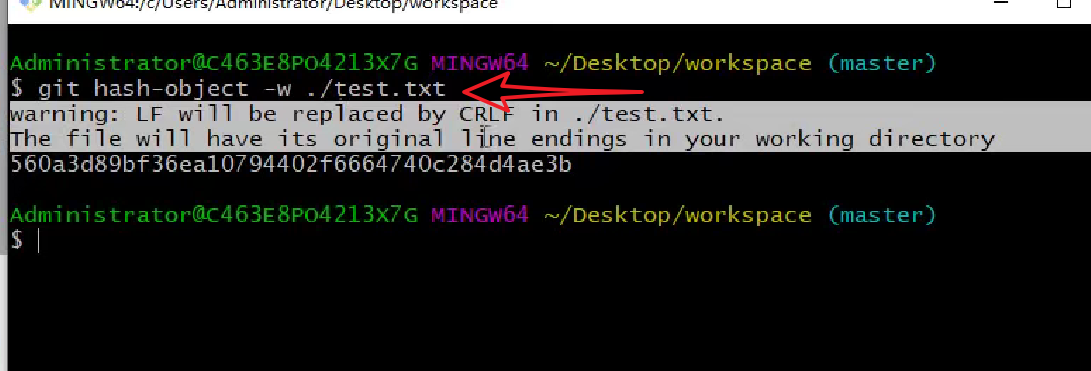 MINGW64:/c/Users/Administrator/Desktop/workspace
Administrator@C463E8PO4213X7G MINGW64 ~/Desktop/workspace (master)
$ git hash-object -w ./test.txt
warning: LF will be replaced by CRLF in ./test.txt.
The file will have its original line endings in your working directory
560a3d89bf36ea10794402f6664740c284d4ae3b
Administrator@C463E8PO4213X7G MINGW64 ~/Desktop/workspace (master)
$